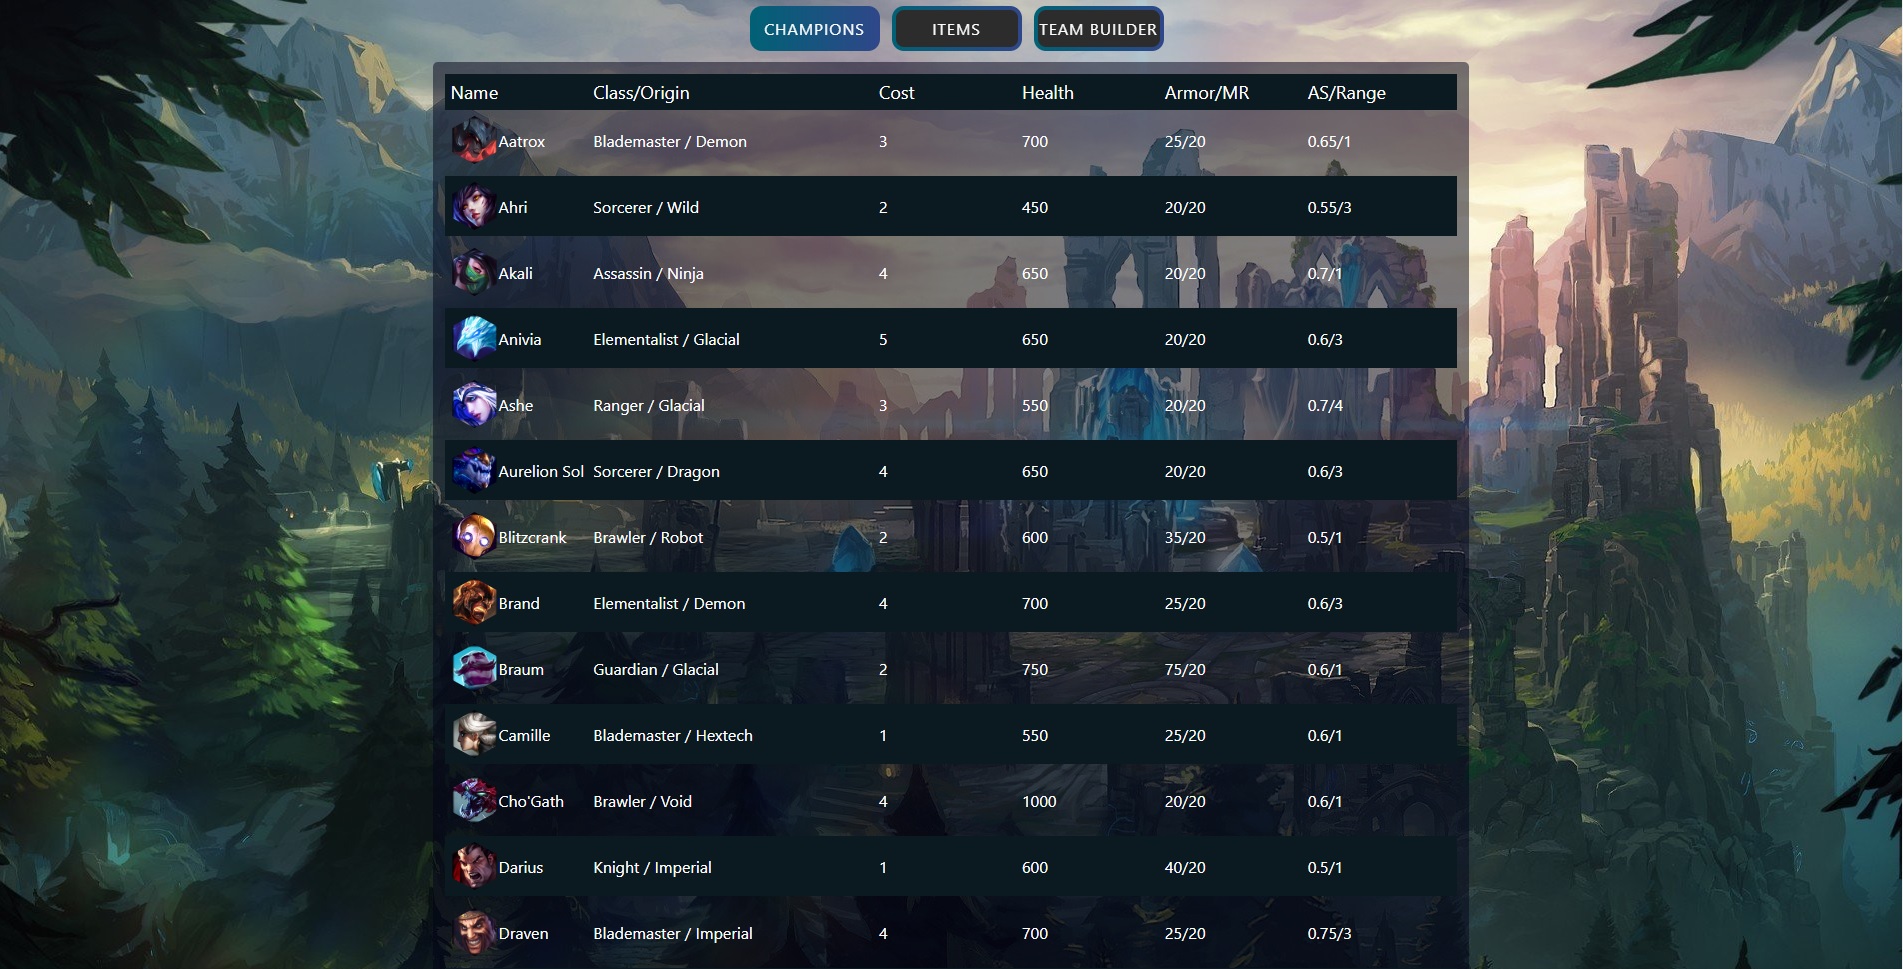 CHAMPIONS ITEMS TEAM BUILDER
Name Class/Origin Cost Health Armor/MR AS/Range
Aatrox Blademaster / Demon 3 700 25/20 0.65/1
Ahri Sorcerer / Wild 2 450 20/20 0.55/3
Akali Assassin / Ninja 4 650 20/20 0.7/1
Anivia Elementalist / Glacial 5 650 20/20 0.6/3
Ashe Ranger / Glacial 3 550 20/20 0.7/4
Aurelion Sol Sorcerer / Dragon 4 650 20/20 0.6/3
Blitzcrank Brawler / Robot 2 600 35/20 0.5/1
Brand Elementalist / Demon 4 700 25/20 0.6/3
Braum Guardian / Glacial 2 750 75/20 0.6/1
Camille Blademaster / Hextech 1 550 25/20 0.6/1
Cho'Gath Brawler / Void 4 1000 20/20 0.6/1
Darius Knight / Imperial 1 600 40/20 0.5/1
Draven Blademaster / Imperial 4 700 25/20 0.75/3